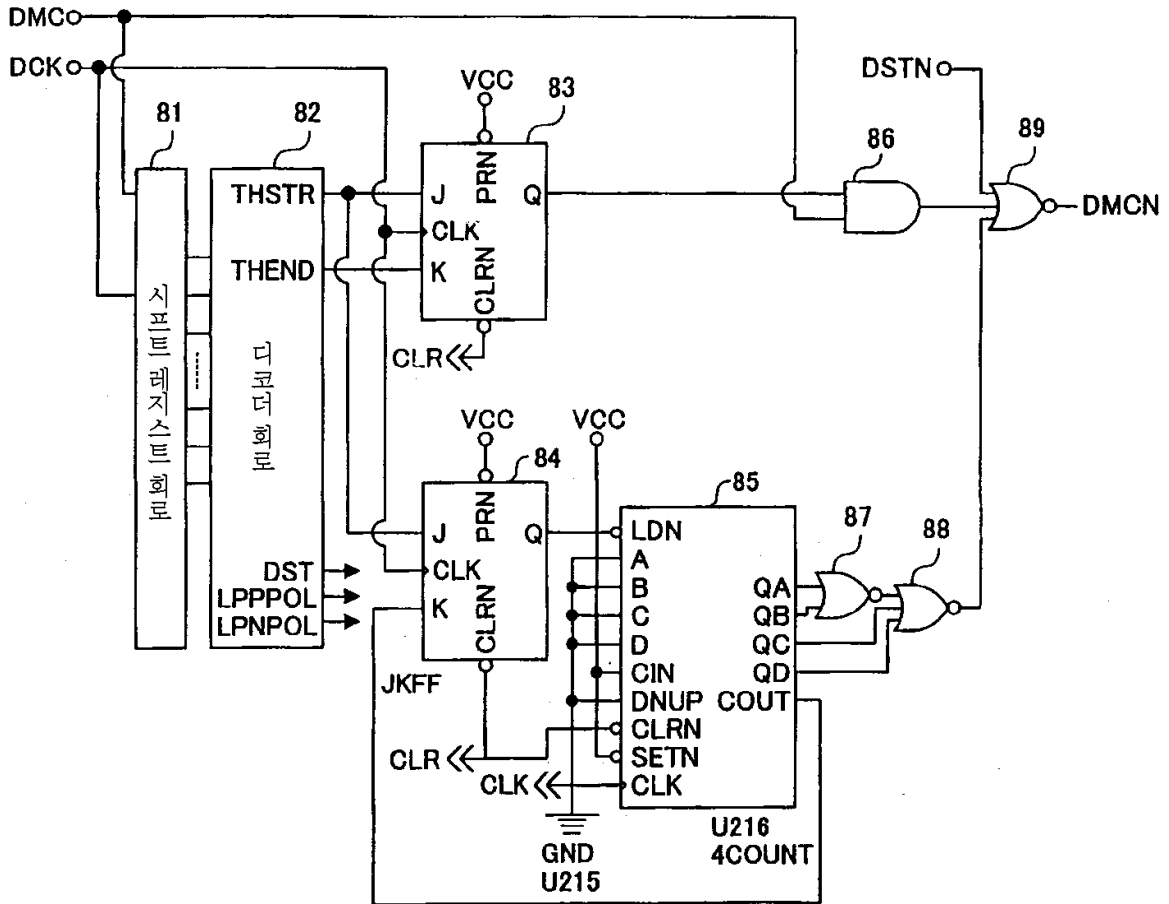 DMC
DCK
81
82
VCC
83
DSTN
86
89
THSTR
THEND
J
CLK
K
PRN
CLRN
Q
DMCN
CLR
시프트 레지스트 회로
디코더 회로
DST
LPPPOL
LPNPOL
VCC
84
VCC
85
J
CLK
K
PRN
CLRN
Q
JKFF
CLR
CLK
LDN
A
B
C
D
CIN
DNUP
CLRN
SETN
CLK
QA
QB
QC
QD
COUT
87
88
GND
U215
U216
4COUNT